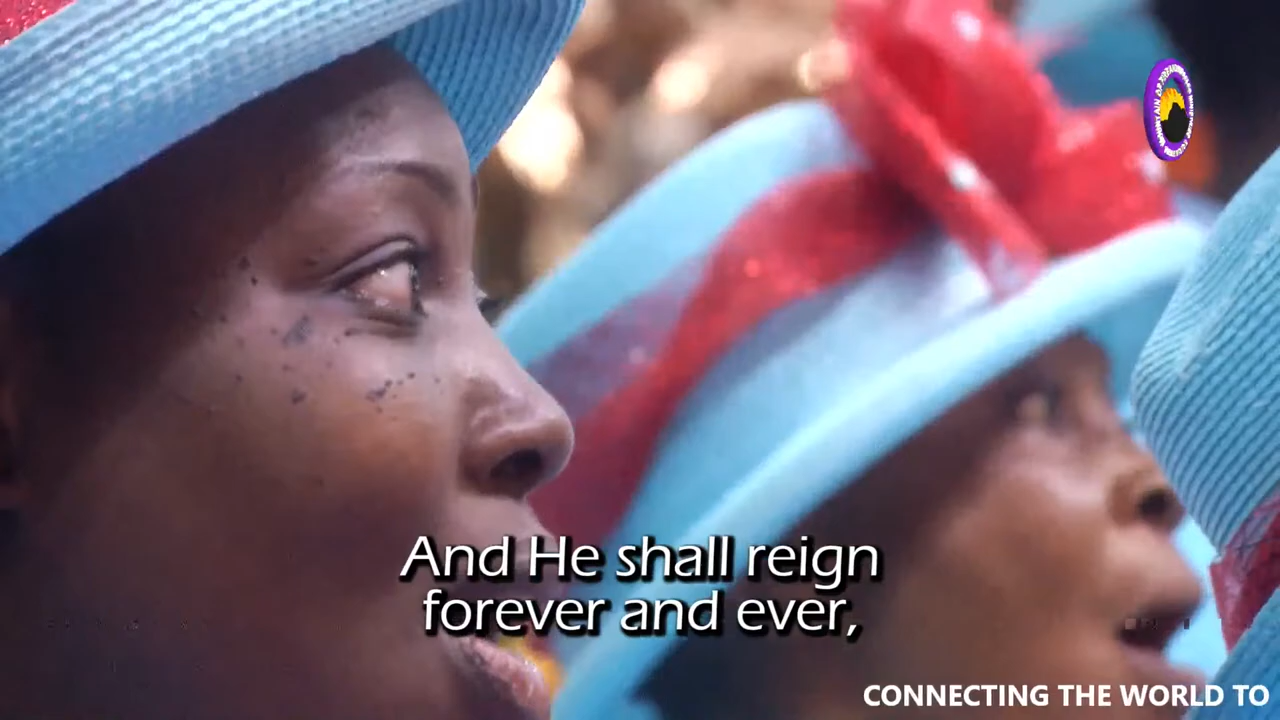 And He shall reign
forever and ever,
CONNECTING THE WORLD TO